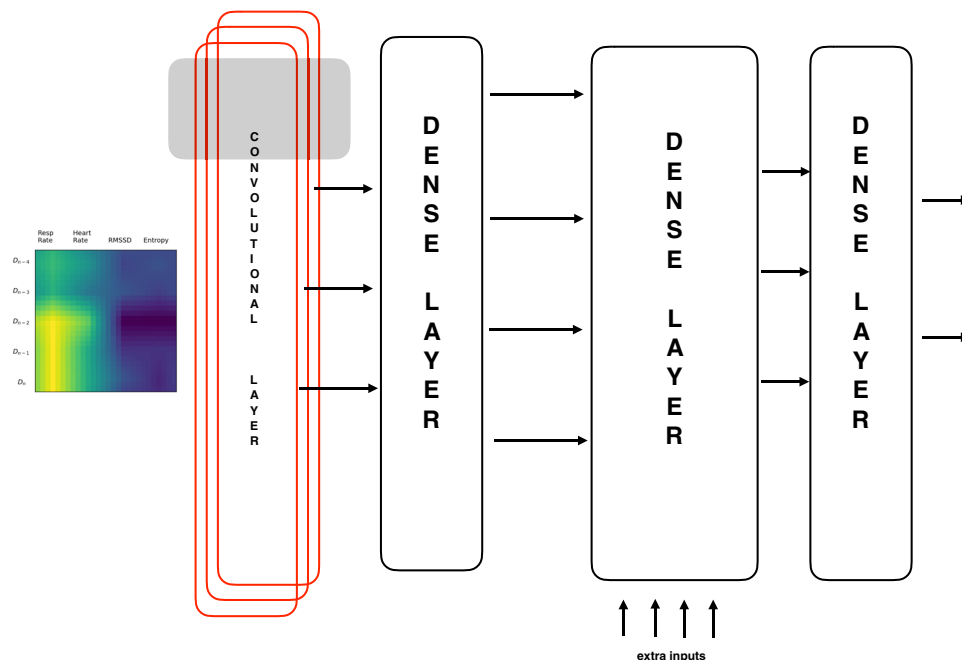 Resp
Rate
Heart
Rate
RMSSD
Entropy
D_{n-4}
D_{n-3}
D_{n-2}
D_{n-1}
D_n
CONVOLUTIONAL LAYER
DENSE LAYER
DENSE LAYER
DENSE LAYER
extra inputs